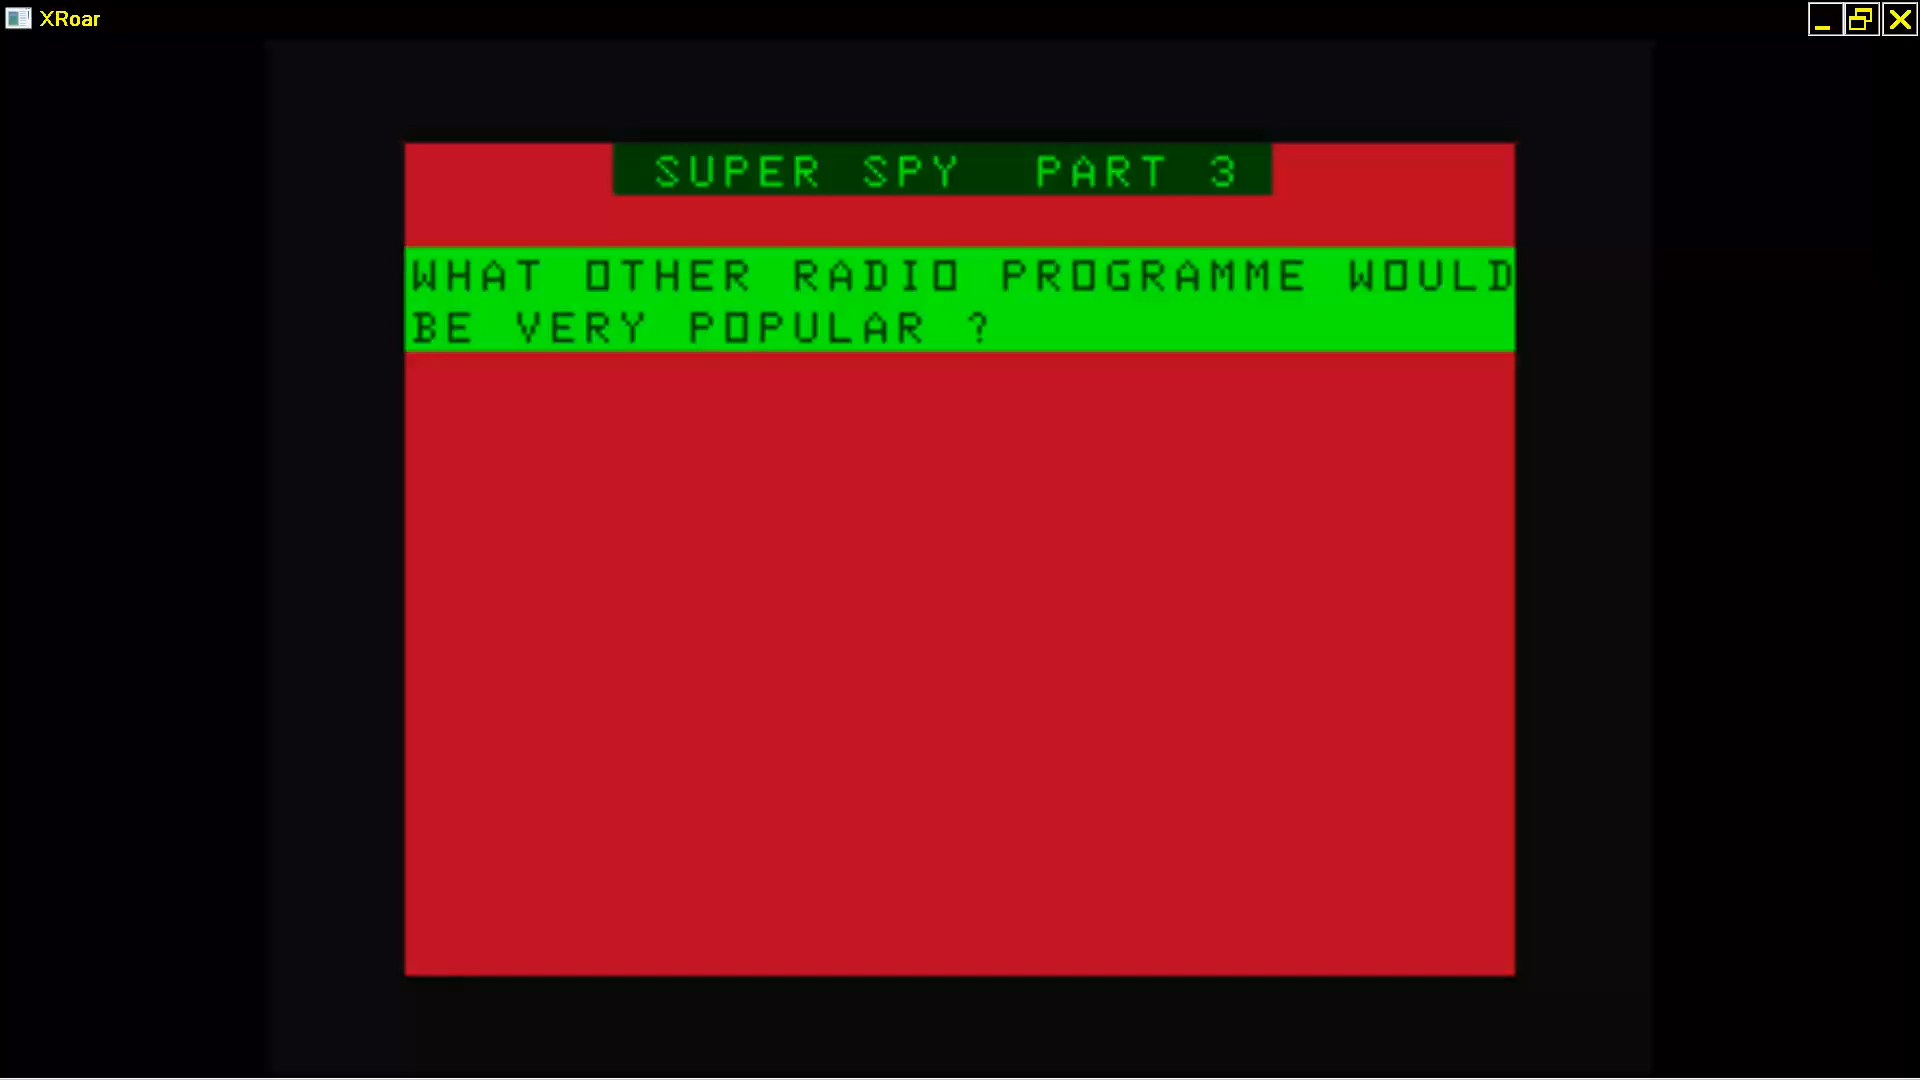 XRoar
SUPER SPY  PART 3
WHAT OTHER RADIO PROGRAMME WOULD
BE VERY POPULAR ?